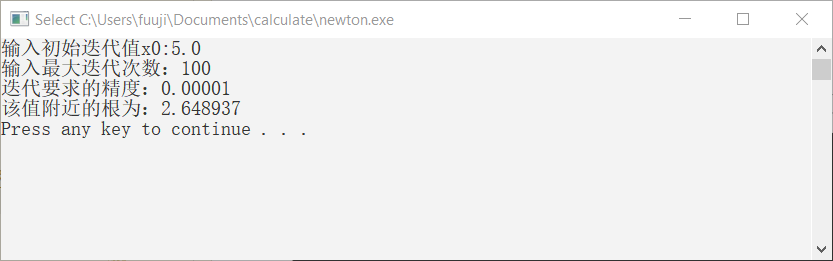 Select C:\Users\fuuji\Documents\calculate\newton.exe
输入初始迭代值x0:5.0
输入最大迭代次数：100
迭代要求的精度：0.00001
该值附近的根为：2.648937
Press any key to continue . . .